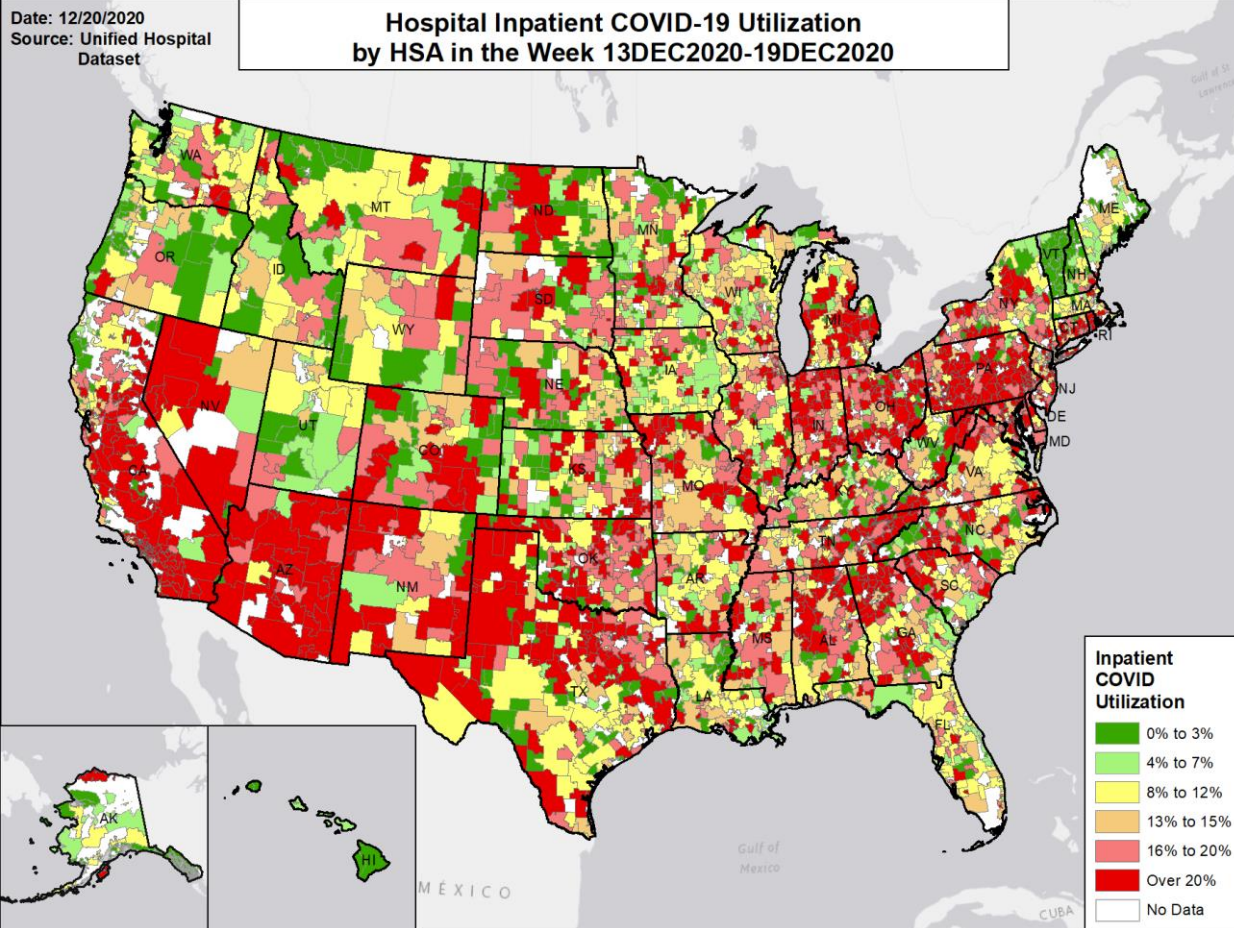 Date: 12/20/2020
Source: Unified Hospital
Dataset
Hospital Inpatient COVID-19 Utilization
by HSA in the Week 13DEC2020-19DEC2020
Gulf of St
Lawrence
WA
MT
ND
MN
ME
OR
ID
SD
WI
MI
VT
NH
NY
MA
CT
RI
WY
NE
IA
PA
NJ
NV
UT
CO
KS
MO
IN
OH
WV
DE
MD
CA
KY
VA
AZ
NM
OK
AR
TN
NC
SC
MS
AL
GA
TX
LA
FL
AK
HI
MÉXICO
Gulf of
Mexico
CUBA
Inpatient
COVID
Utilization
0% to 3%
4% to 7%
8% to 12%
13% to 15%
16% to 20%
Over 20%
No Data